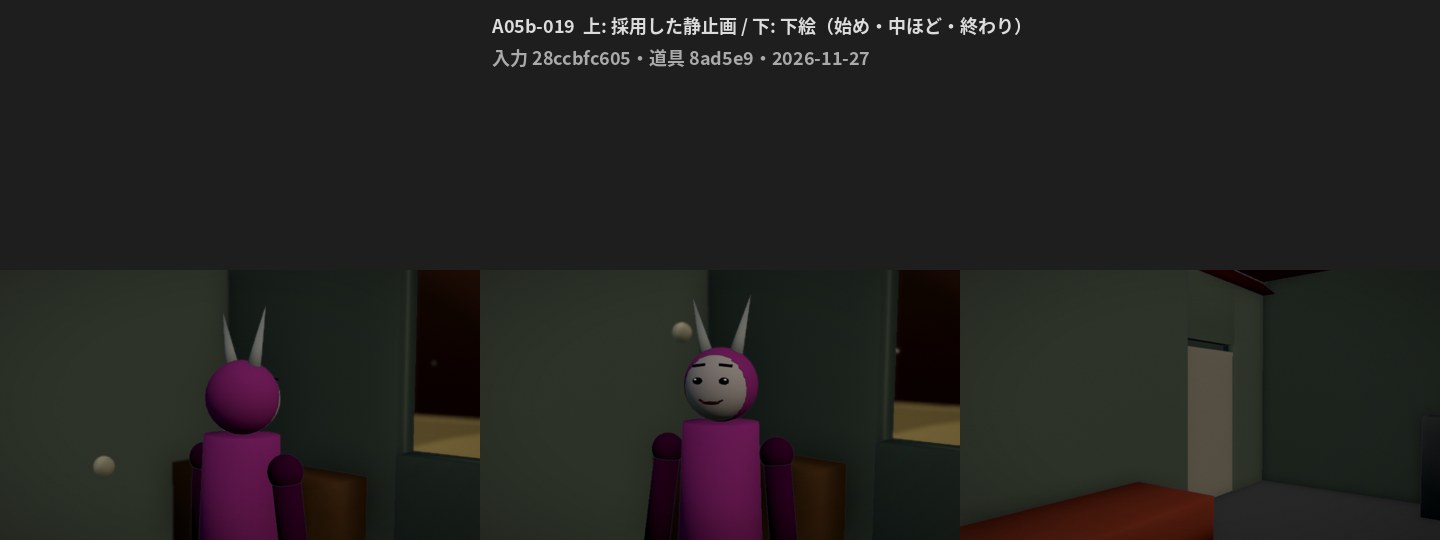 A05b-019 上: 採用した静止画 / 下: 下絵（始め・中ほど・終わり）
入力 28ccbfc605・道具 8ad5e9・2026-11-27